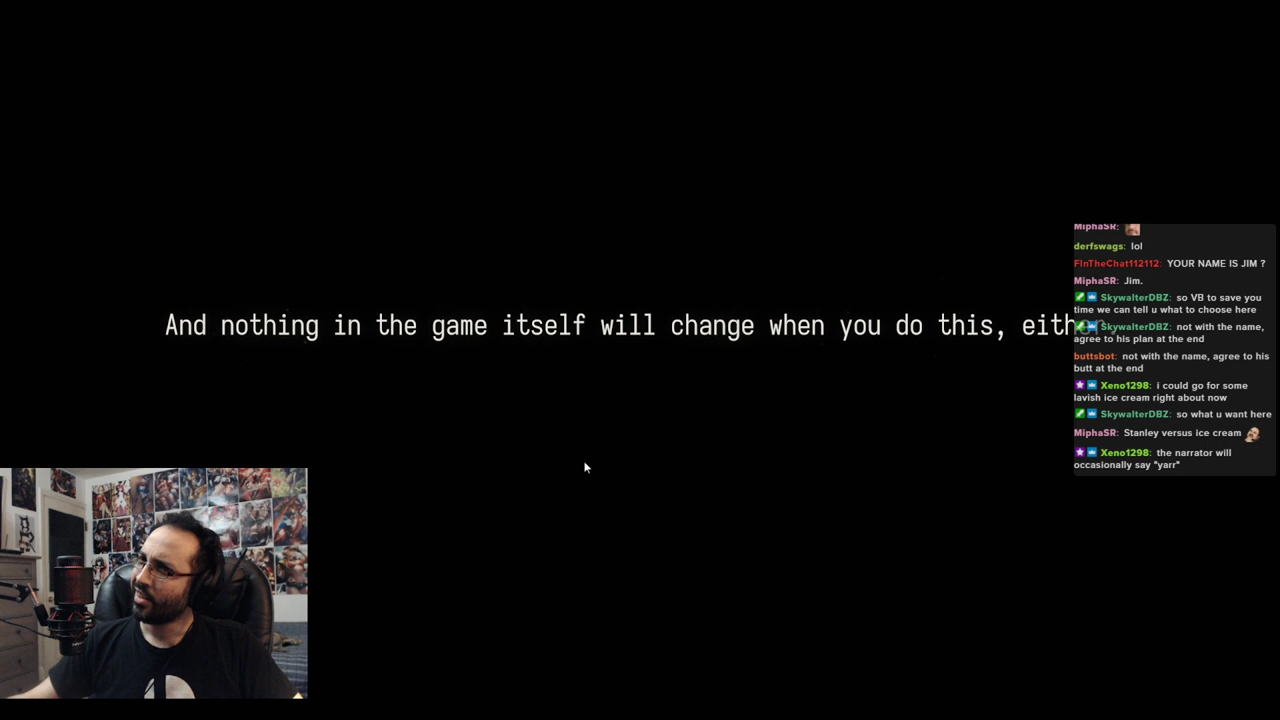 And nothing in the game itself will change when you do this, either.
MiphaSR:
derfswags: lol
FInTheChat112112: YOUR NAME IS JIM ?
MiphaSR: Jim.
SkywalterDBZ: so VB to save you
time we can tell u what to choose here
SkywalterDBZ: not with the name,
agree to his plan at the end
buttsbot: not with the name, agree to his
butt at the end
Xeno1298: i could go for some
lavish ice cream right about now
SkywalterDBZ: so what u want here
MiphaSR: Stanley versus ice cream
Xeno1298: the narrator will
occasionally say "yarr"